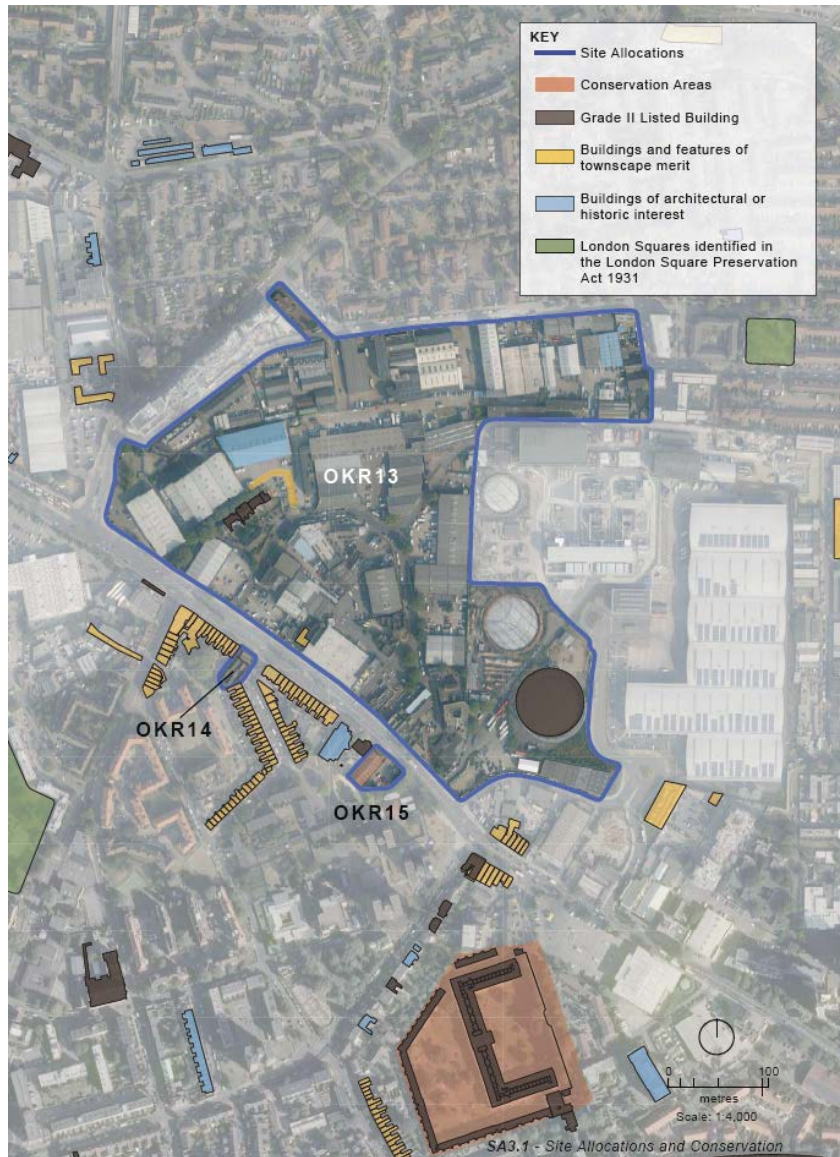 KEY
Site Allocations
Conservation Areas
Grade II Listed Building
Buildings and features of
townscape merit
Buildings of architectural or
historic interest
London Squares identified in
the London Square Preservation
Act 1931
OKR13
OKR14
OKR15
0 100
metres
Scale: 1:4,000
SA3.1 - Site Allocations and Conservation